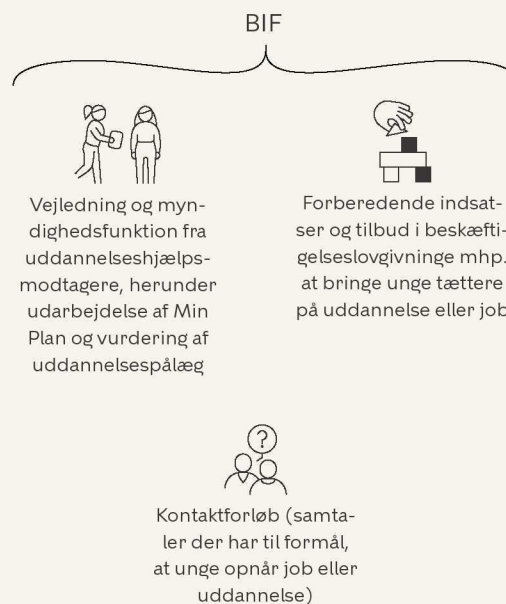 BIF
Vejledning og myn-
dighedsfunktion fra
uddannelseshjælps-
modtagere, herunder
udarbejdelse af Min
Plan og vurdering af
uddannelsespålæg
Forberedende indsat-
ser og tilbud i beskæfti-
gelseslovgivninge mhp.
at bringe unge tættere
på uddannelse eller job
?
Kontaktforløb (samta-
ler der har til formål,
at unge opnår job eller
uddannelse)